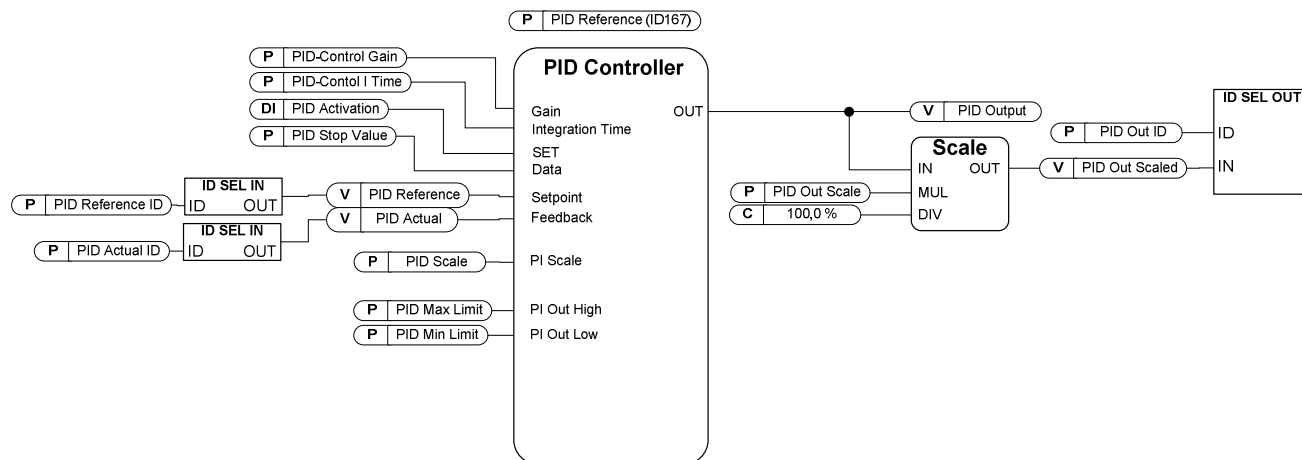 P PID Reference (ID167)
P PID-Control Gain
P PID-Contol I Time
DI PID Activation
P PID Stop Value
PID Controller
Gain
Integration Time
SET
Data
Setpoint
Feedback
PI Scale
PI Out High
PI Out Low
OUT
ID SEL IN
ID OUT
P PID Reference ID
V PID Reference
V PID Actual
ID SEL IN
ID OUT
P PID Actual ID
P PID Scale
P PID Max Limit
P PID Min Limit
V PID Output
Scale
IN OUT
MUL
DIV
P PID Out Scale
C 100,0 %
V PID Out Scaled
P PID Out ID
ID SEL OUT
ID
IN